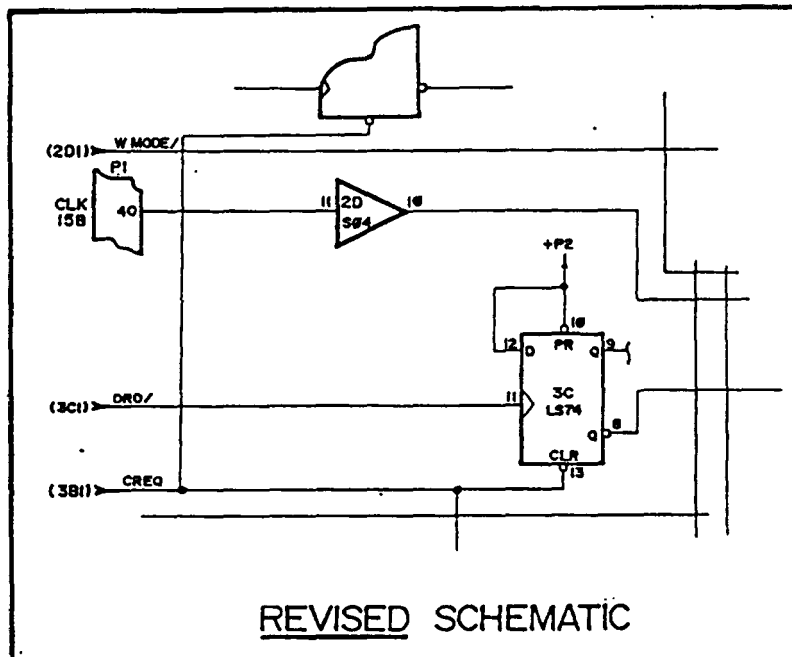 (2D1) W MODE/
P1
CLK
15B
40
11 2D 10
S04
+P2
10
12 D PR Q 9
(3C1) DRQ/
11 3C
LS74
Q 8
CLR
13
(3B1) CREQ
REVISED SCHEMATIC